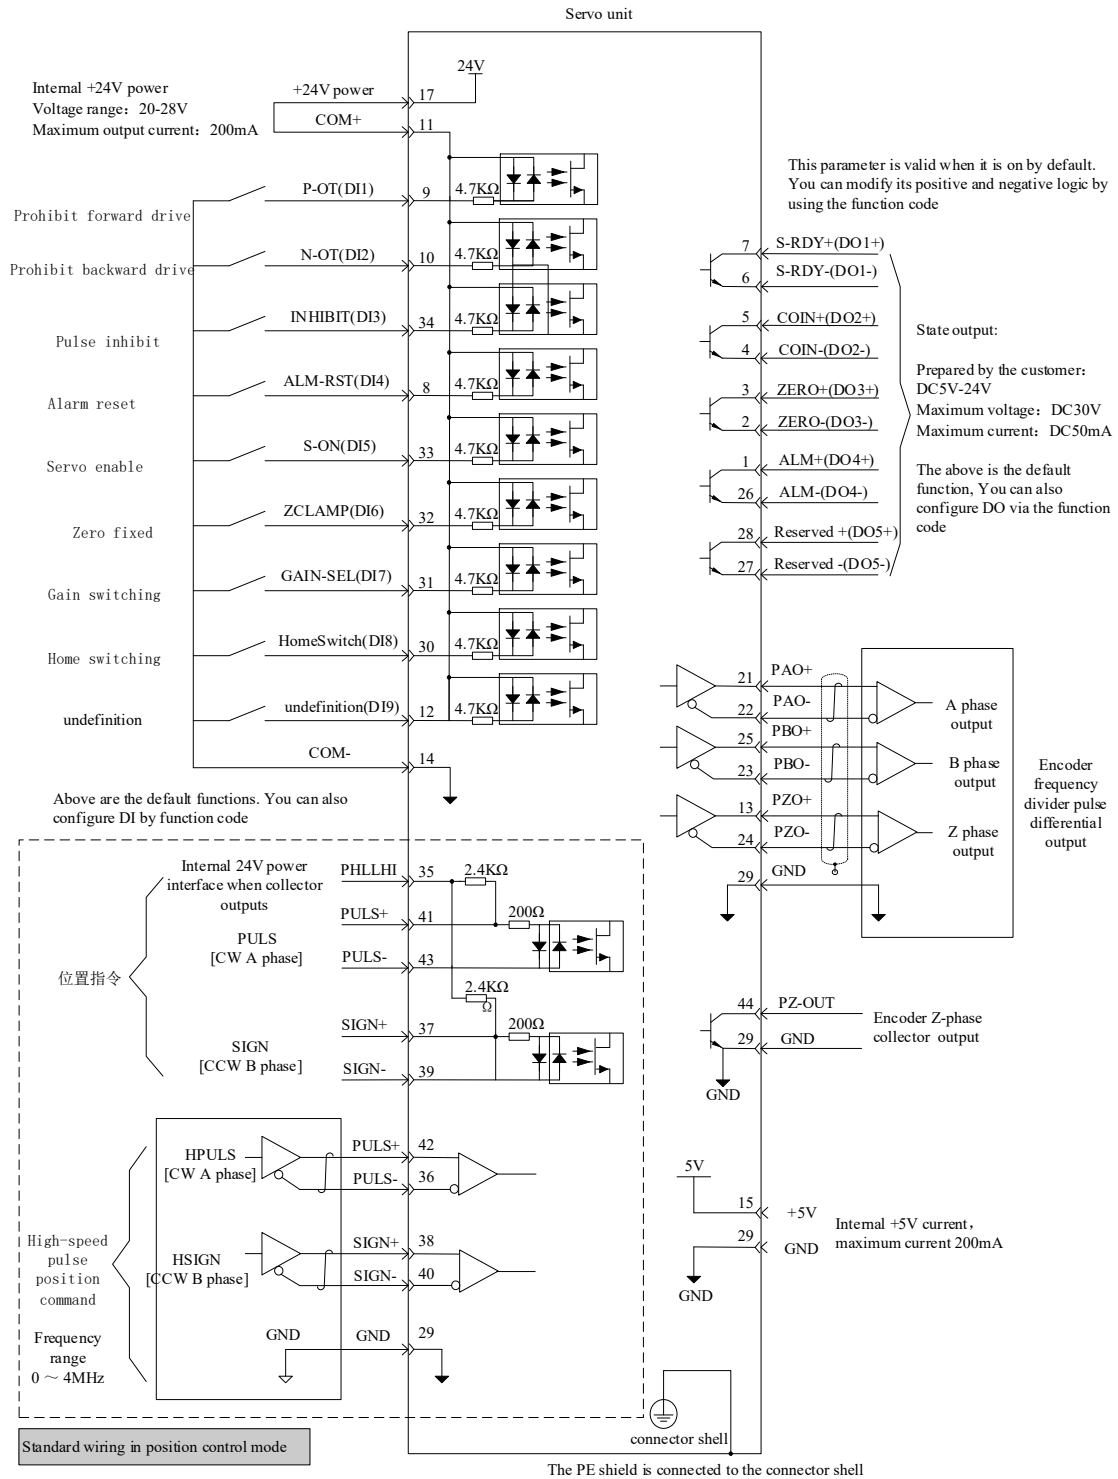 Servo unit
24V
Internal +24V power
Voltage range：20-28V
Maximum output current：200mA
+24V power
17
COM+
11
P-OT(DI1)
9
4.7KΩ
Prohibit forward drive
N-OT(DI2)
10
4.7KΩ
Prohibit backward drive
INHIBIT(DI3)
34
4.7KΩ
Pulse inhibit
ALM-RST(DI4)
8
4.7KΩ
Alarm reset
S-ON(DI5)
33
4.7KΩ
Servo enable
ZCLAMP(DI6)
32
4.7KΩ
Zero fixed
GAIN-SEL(DI7)
31
4.7KΩ
Gain switching
HomeSwitch(DI8)
30
4.7KΩ
Home switching
undefinition(DI9)
12
4.7KΩ
undefinition
COM-
14
Above are the default functions. You can also
configure DI by function code
This parameter is valid when it is on by default.
You can modify its positive and negative logic by
using the function code
7
S-RDY+(DO1+)
6
S-RDY-(DO1-)
5
COIN+(DO2+)
4
COIN-(DO2-)
3
ZERO+(DO3+)
2
ZERO-(DO3-)
1
ALM+(DO4+)
26
ALM-(DO4-)
28
Reserved +(DO5+)
27
Reserved -(DO5-)
State output:
Prepared by the customer：
DC5V-24V
Maximum voltage：DC30V
Maximum current：DC50mA
The above is the default
function, You can also
configure DO via the function
code
21
PAO+
22
PAO-
25
PBO+
23
PBO-
13
PZO+
24
PZO-
29
GND
A phase
output
B phase
output
Z phase
output
Encoder
frequency
divider pulse
differential
output
Internal 24V power
interface when collector
outputs
PHLLHI
35
2.4KΩ
PULS+
41
200Ω
PULS
[CW A phase]
PULS-
43
位置指令
2.4KΩ
Ω
SIGN+
37
200Ω
SIGN
[CCW B phase]
SIGN-
39
44
PZ-OUT
29
GND
GND
Encoder Z-phase
collector output
HPULS
[CW A phase]
PULS+
42
PULS-
36
HSIGN
[CCW B phase]
SIGN+
38
SIGN-
40
High-speed
pulse
position
command
Frequency
range
0 ～ 4MHz
GND
GND
29
5V
15
+5V
29
GND
GND
Internal +5V current，
maximum current 200mA
connector shell
Standard wiring in position control mode
The PE shield is connected to the connector shell